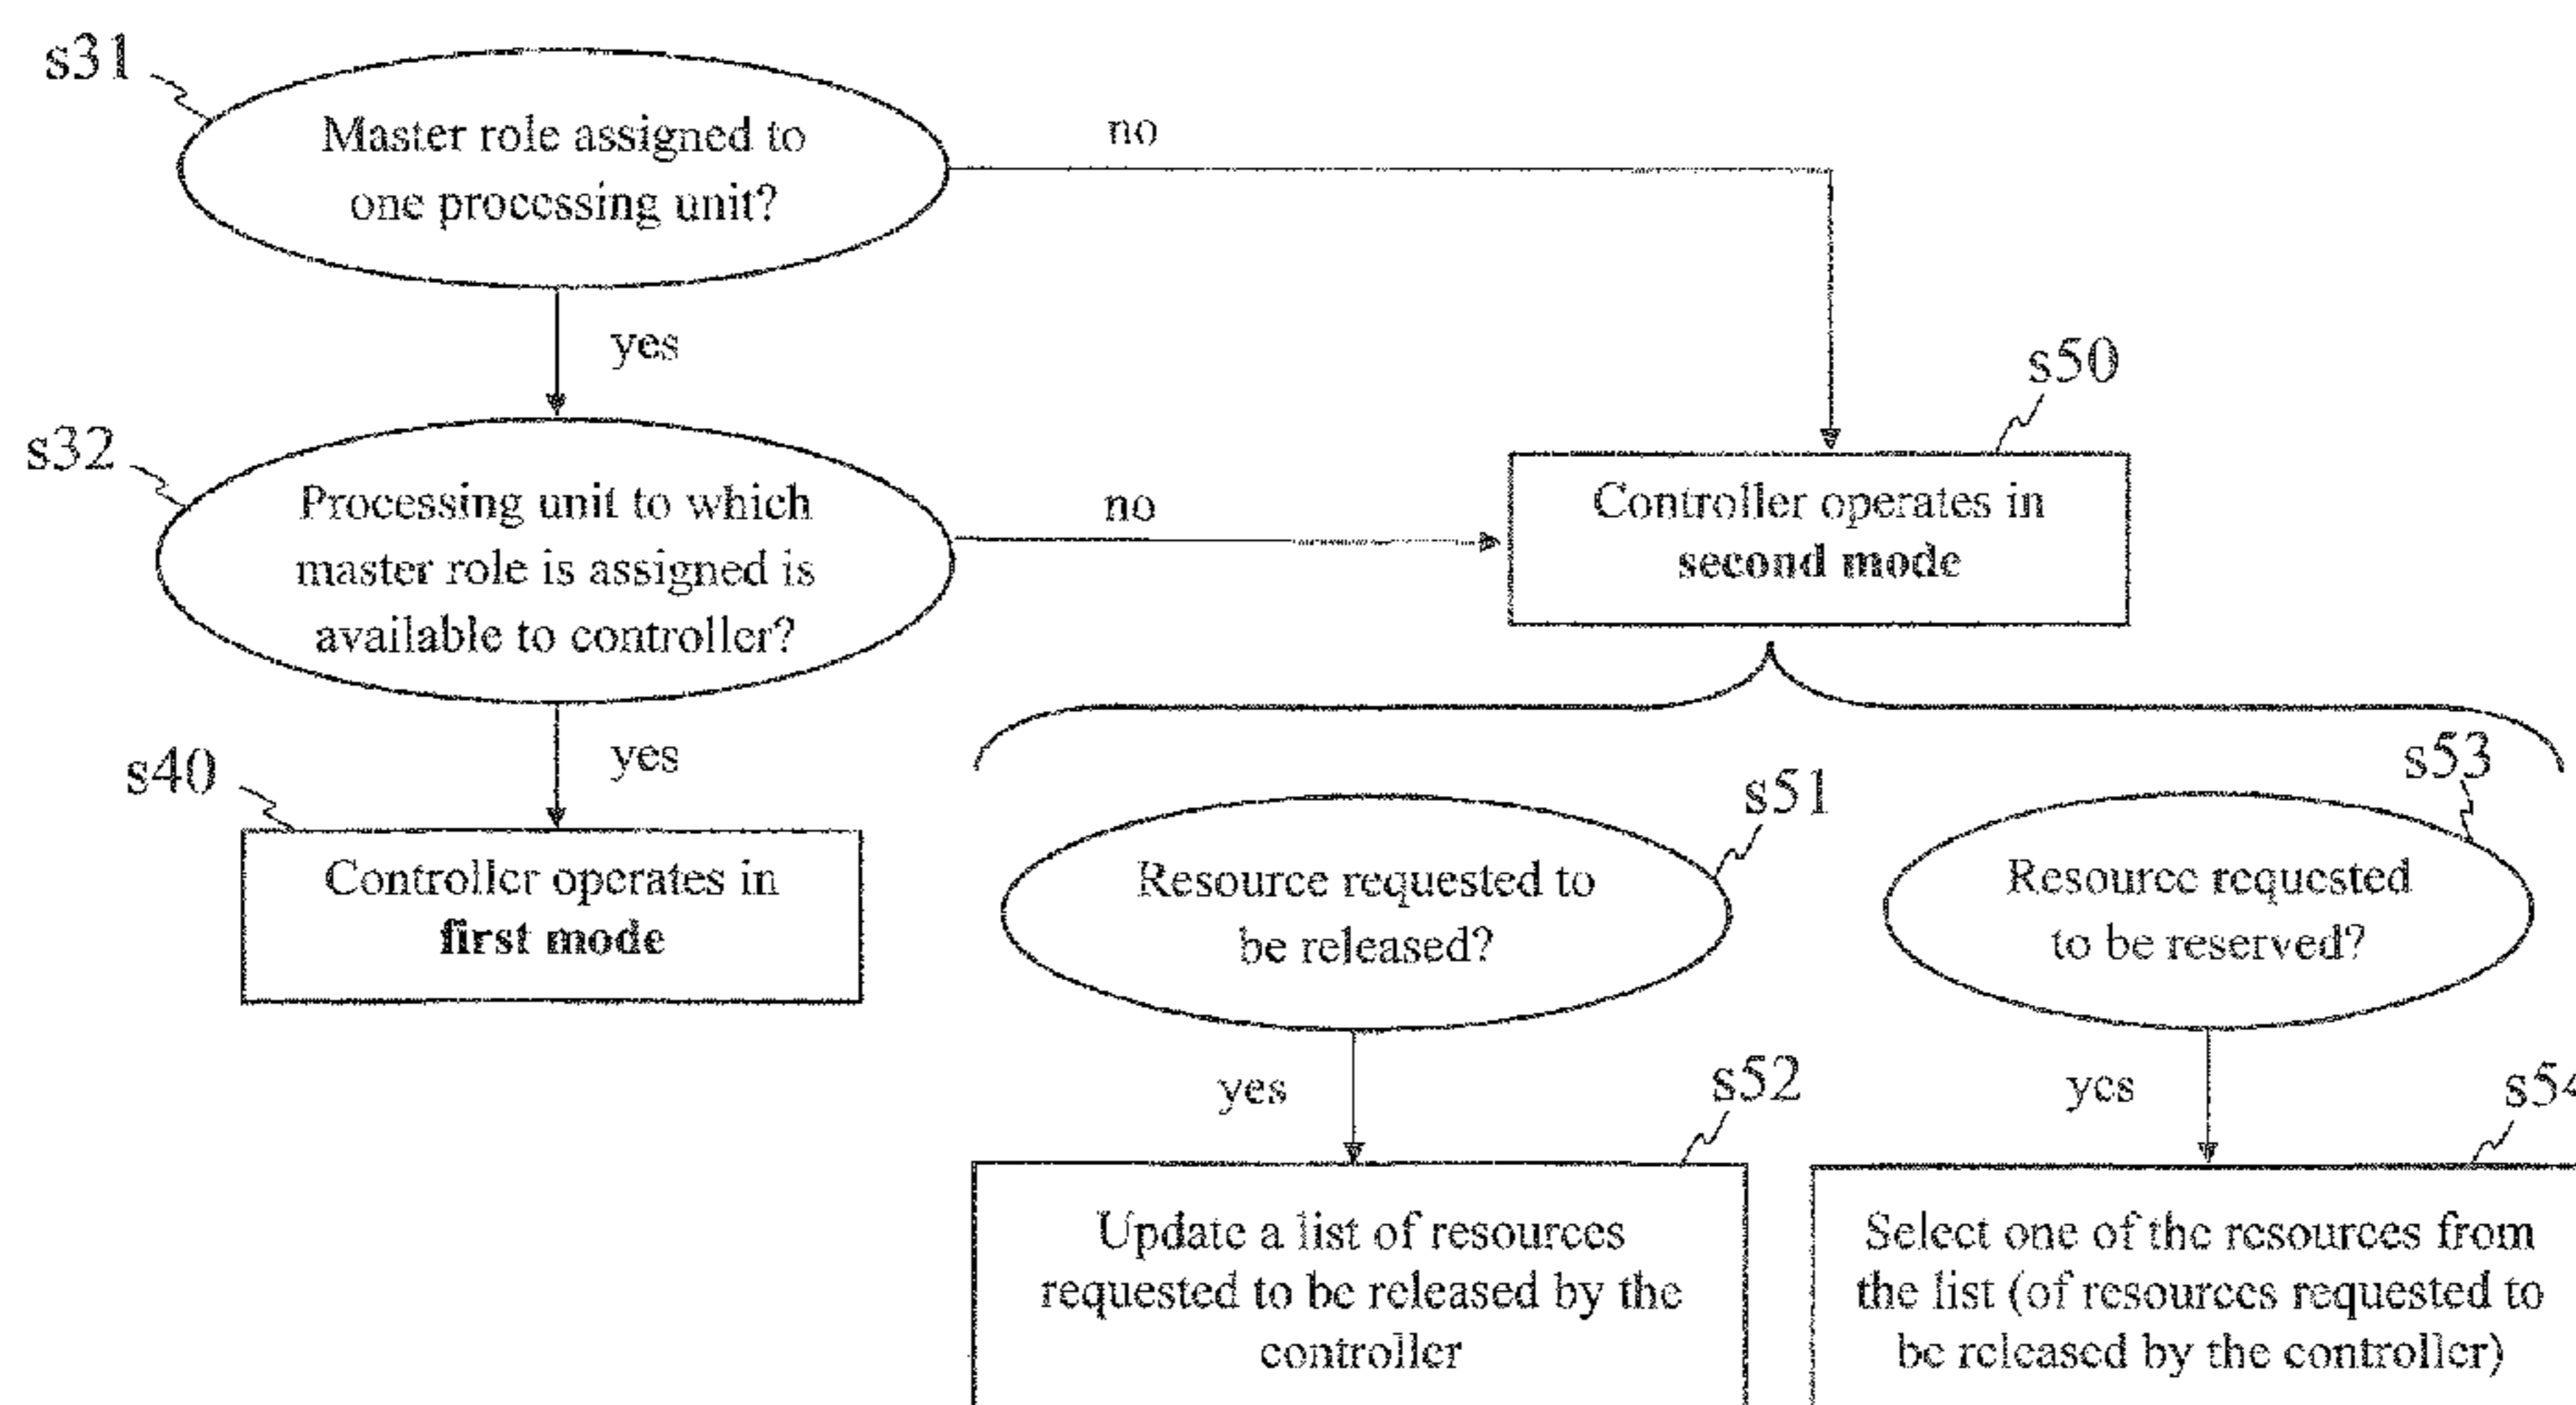 s31
Master role assigned to
one processing unit?
no
yes
s50
s32
Processing unit to which
master role is assigned is
available to controller?
no
Controller operates in
second mode
yes
s40
Controller operates in
first mode
s51
Resource requested to
be released?
s53
Resource requested
to be reserved?
yes
s52
Update a list of resources
requested to be released by the
controller
yes
s54
Select one of the resources from
the list (of resources requested to
be released by the controller)